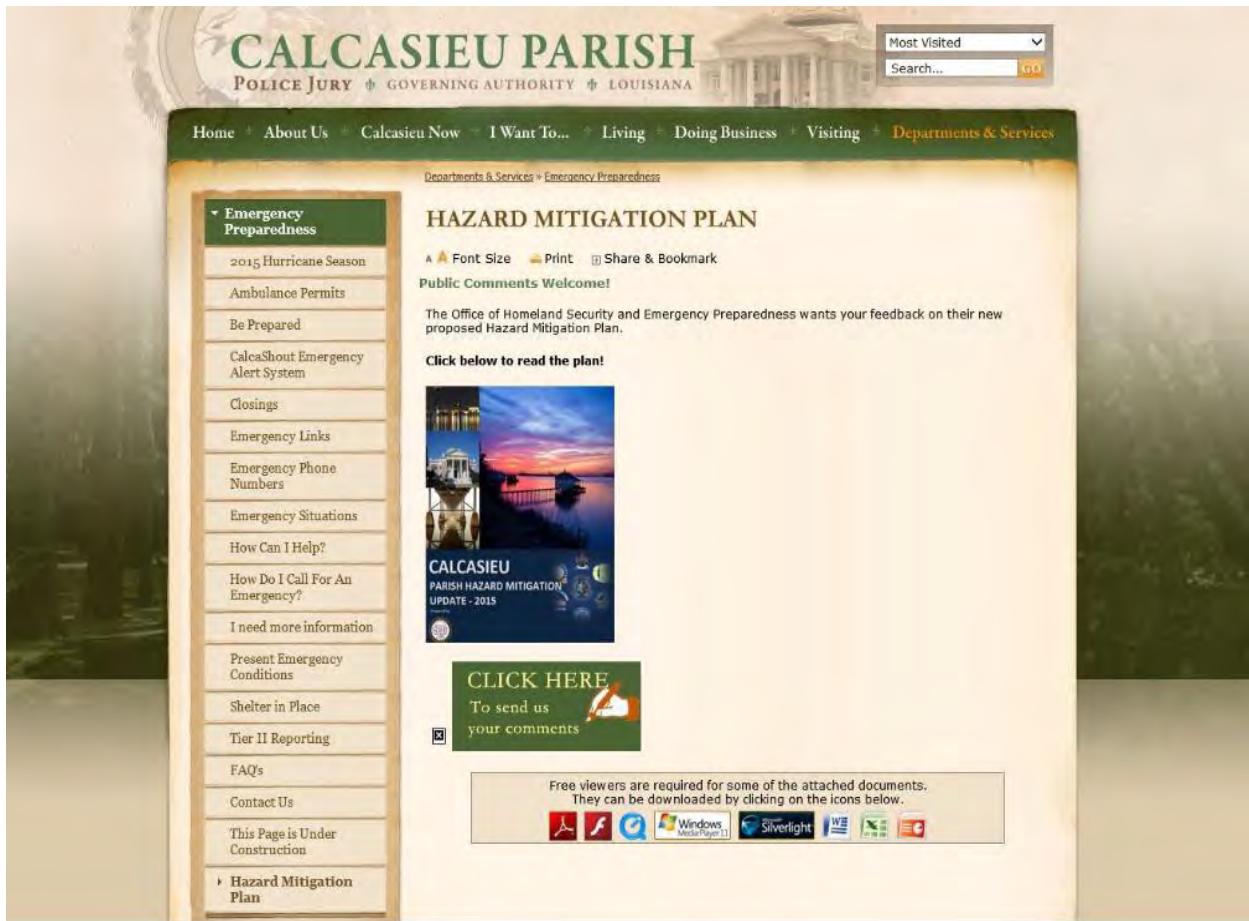 CALCASIEU PARISH
POLICE JURY GOVERNING AUTHORITY LOUISIANA
Most Visited
Search...
GO
Home About Us Calcasieu Now I Want To... Living Doing Business Visiting Departments & Services
Departments & Services » Emergency Preparedness
Emergency
Preparedness
2015 Hurricane Season
Ambulance Permits
Be Prepared
CalcaShout Emergency
Alert System
Closings
Emergency Links
Emergency Phone
Numbers
Emergency Situations
How Can I Help?
How Do I Call For An
Emergency?
I need more information
Present Emergency
Conditions
Shelter in Place
Tier II Reporting
FAQ's
Contact Us
This Page is Under
Construction
Hazard Mitigation
Plan
HAZARD MITIGATION PLAN
A A Font Size Print Share & Bookmark
Public Comments Welcome!
The Office of Homeland Security and Emergency Preparedness wants your feedback on their new
proposed Hazard Mitigation Plan.
Click below to read the plan!
CALCASIEU
PARISH HAZARD MITIGATION
UPDATE - 2015
CLICK HERE
To send us
your comments
Free viewers are required for some of the attached documents.
They can be downloaded by clicking on the icons below.
Windows
Media Player 11
Silverlight